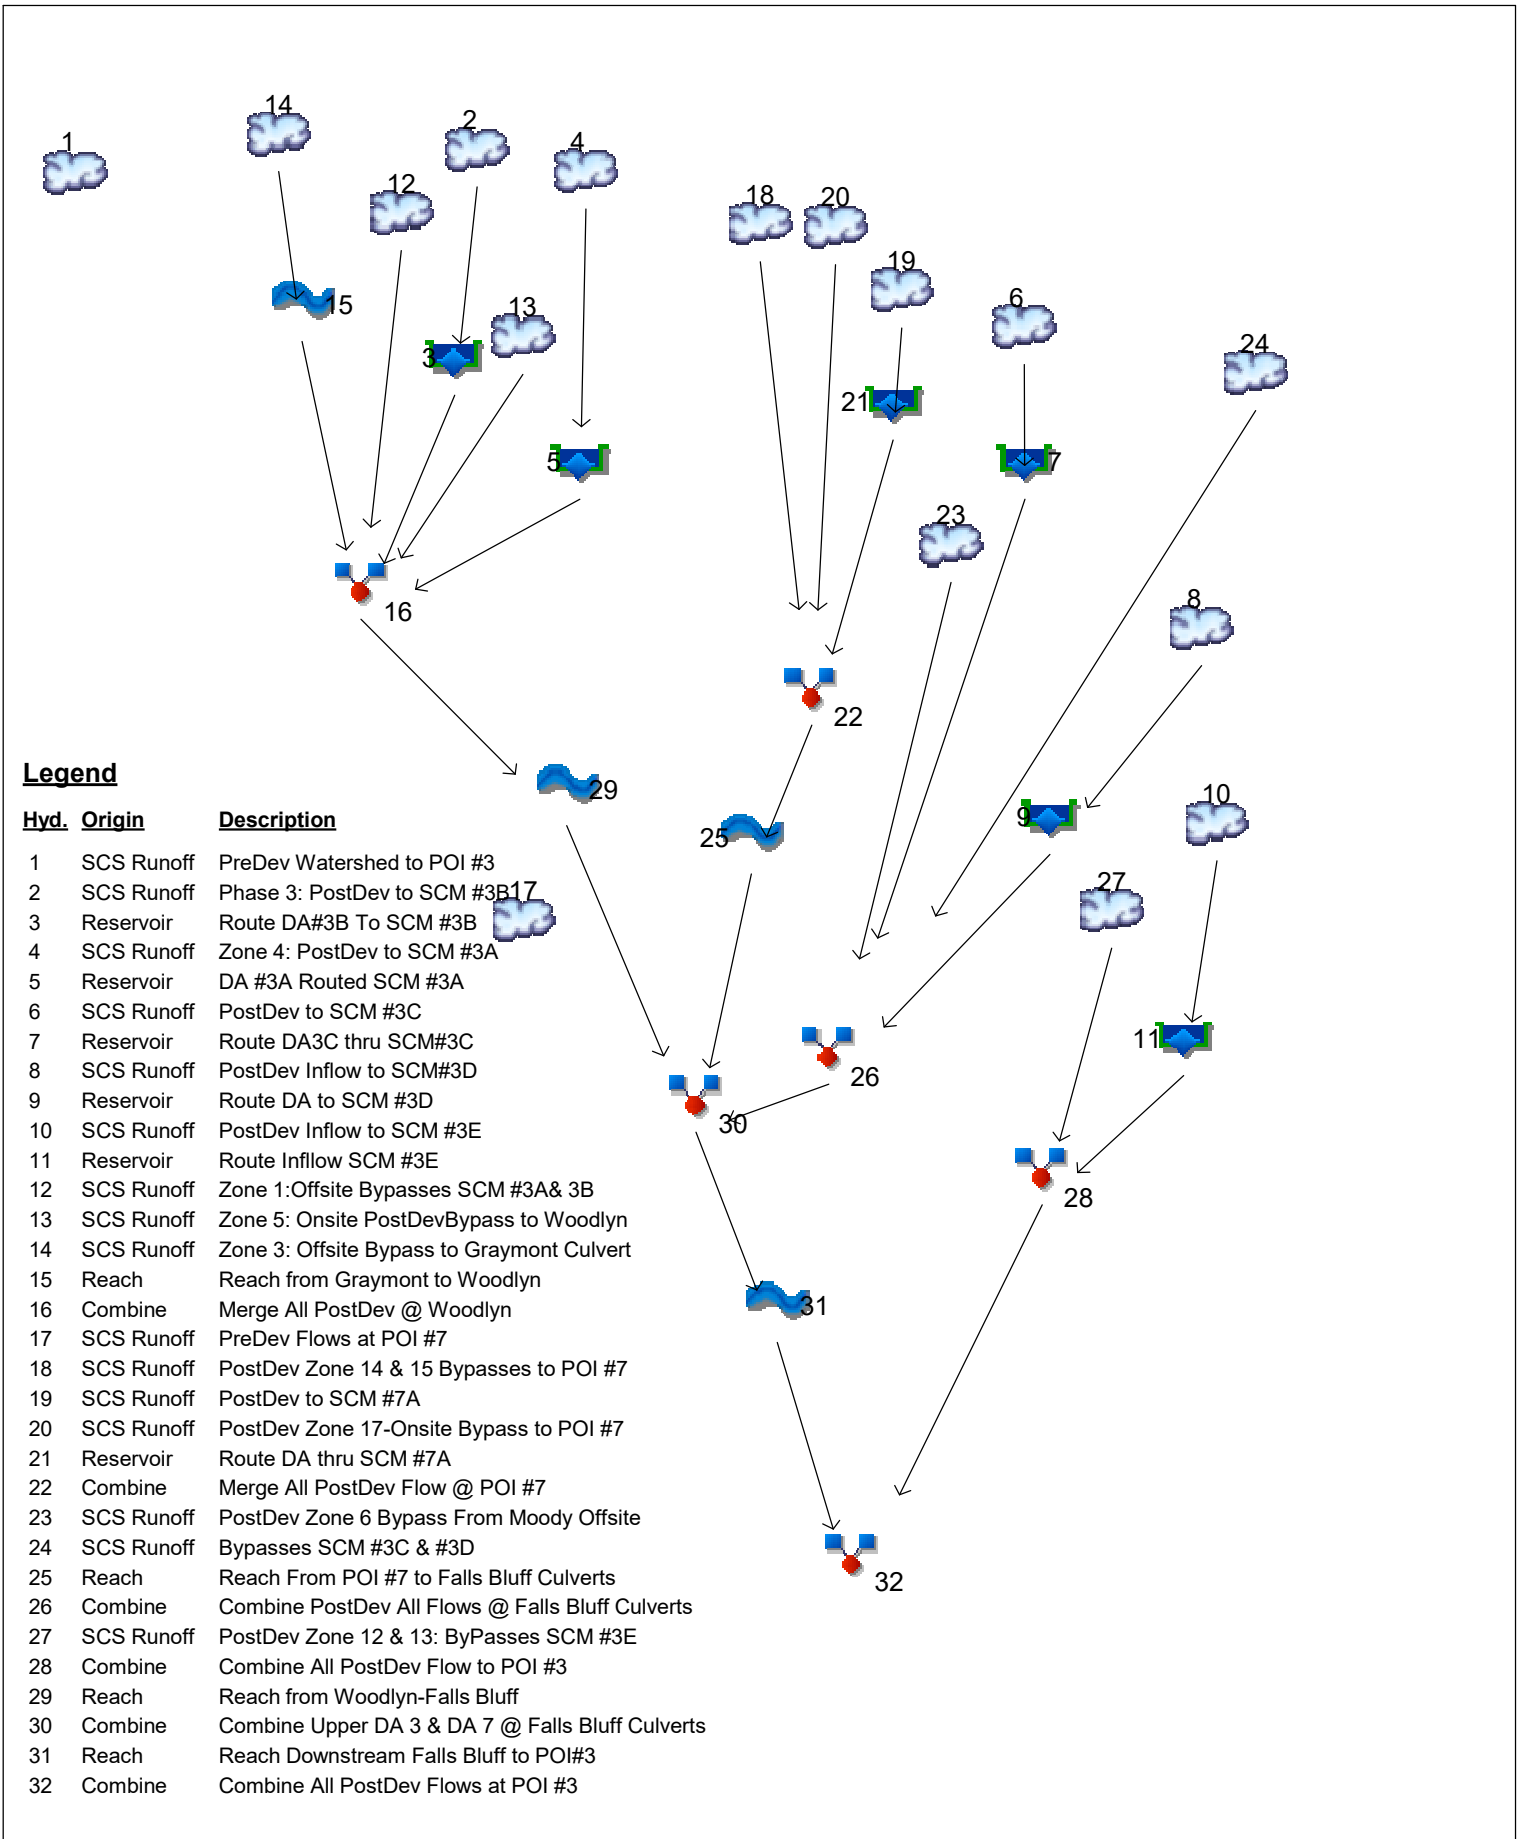 14
2
1
4
12
18
20
19
6
15
13
24
3
21
5
7
23
8
16
22
Legend
29
10
9
25
Hyd. Origin Description
1 SCS Runoff PreDev Watershed to POI #3
2 SCS Runoff Phase 3: PostDev to SCM #3B
17
27
3 Reservoir Route DA#3B To SCM #3B
4 SCS Runoff Zone 4: PostDev to SCM #3A
5 Reservoir DA #3A Routed SCM #3A
6 SCS Runoff PostDev to SCM #3C
7 Reservoir Route DA3C thru SCM#3C
11
8 SCS Runoff PostDev Inflow to SCM#3D
26
9 Reservoir Route DA to SCM #3D
30
10 SCS Runoff PostDev Inflow to SCM #3E
11 Reservoir Route Infllow SCM #3E
12 SCS Runoff Zone 1:Offsite Bypasses SCM #3A& 3B
28
13 SCS Runoff Zone 5: Onsite PostDevBypass to Woodlyn
14 SCS Runoff Zone 3: Offsite Bypass to Graymont Culvert
15 Reach Reach from Graymont to Woodlyn
16 Combine Merge All PostDev @ Woodlyn
31
17 SCS Runoff PreDev Flows at POI #7
18 SCS Runoff PostDev Zone 14 & 15 Bypasses to POI #7
19 SCS Runoff PostDev to SCM #7A
20 SCS Runoff PostDev Zone 17-Onsite Bypass to POI #7
21 Reservoir Route DA thru SCM #7A
22 Combine Merge All PostDev Flow @ POI #7
23 SCS Runoff PostDev Zone 6 Bypass From Moody Offsite
24 SCS Runoff Bypasses SCM #3C & #3D
25 Reach Reach From POI #7 to Falls Bluff Culverts
32
26 Combine Combine PostDev All Flows @ Falls Bluff Culverts
27 SCS Runoff PostDev Zone 12 & 13: ByPasses SCM #3E
28 Combine Combine All PostDev Flow to POI #3
29 Reach Reach from Woodlyn-Falls Bluff
30 Combine Combine Upper DA 3 & DA 7 @ Falls Bluff Culverts
31 Reach Reach Downstream Falls Bluff to POI#3
32 Combine Combine All PostDev Flows at POI #3